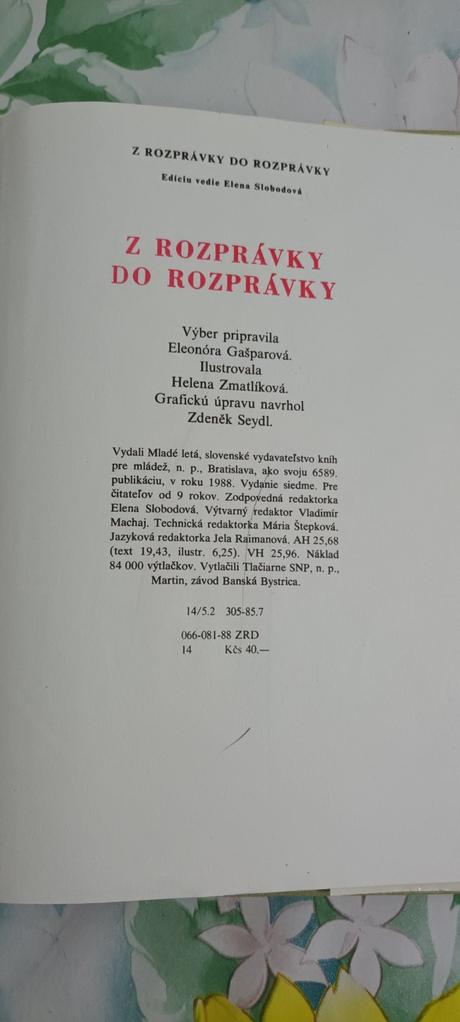 Z ROZPRÁVKY DO ROZPRÁVKY
Edíciu vedie Elena Slobodová
Z ROZPRÁVKY
DO ROZPRÁVKY
Výber pripravila
Eleonóra Gašparová.
Ilustrovala
Helena Zmatlíková.
Grafickú úpravu navrhol
Zdeněk Seydl.
Vydali Mladé letá, slovenské vydavateľstvo kníh
pre mládež, n. p., Bratislava, ako svoju 6589.
publikáciu, v roku 1988. Vydanie siedme. Pre
čitateľov od 9 rokov. Zodpovedná redaktorka
Elena Slobodová. Výtvarný redaktor Vladimír
Machaj. Technická redaktorka Mária Štepková.
Jazyková redaktorka Jela Rajmanová. AH 25,68
(text 19,43, ilustr. 6,25). VH 25,96. Náklad
84 000 výtlačkov. Vytlačili Tlačiarne SNP, n. p.,
Martin, závod Banská Bystrica.
14/5.2 305-85.7
066-081-88 ZRD
14 Kčs 40.—